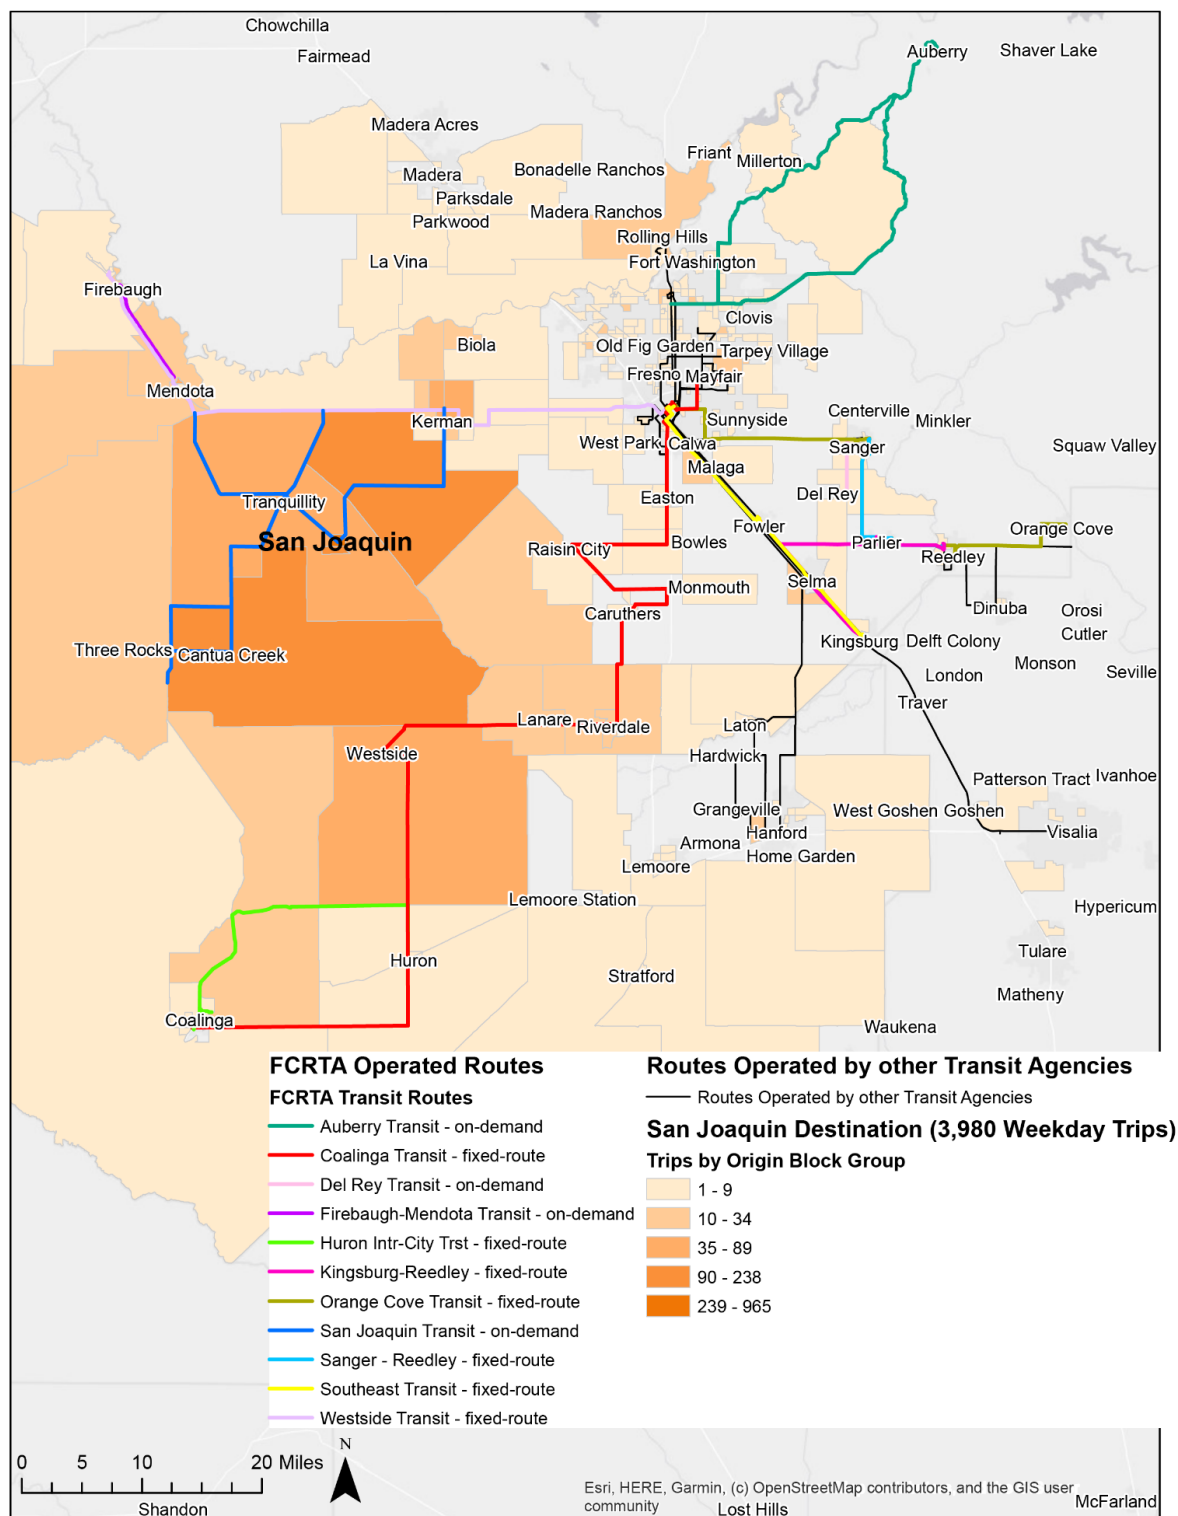 Chowchilla
Fairmead
Auberry
Shaver Lake
Madera Acres
Friant
Millerton
Madera
Bonadelle Ranchos
Parksdale
Madera Ranchos
Parkwood
Rolling Hills
La Vina
Fort Washington
Firebaugh
Clovis
Biola
Old Fig Garden
Tarpey Village
Fresno
Mayfair
Mendota
Kerman
Sunnyside
Centerville
Minkler
West Park
Calwa
Sanger
Squaw Valley
Malaga
Tranquillity
Easton
Del Rey
San Joaquin
Fowler
Orange Cove
Raisin City
Bowles
Parlier
Reedley
Monmouth
Selma
Caruthers
Dinuba
Orosi
Cutler
Three Rocks
Cantua Creek
Kingsburg
Delft Colony
Monson
London
Seville
Traver
Lanare
Riverdale
Laton
Westside
Hardwick
Patterson Tract
Ivanhoe
Grangeville
West Goshen
Goshen
Hanford
Visalia
Armona
Home Garden
Lemoore
Lemoore Station
Hypericum
Huron
Stratford
Tulare
Matheny
Coalinga
Waukena
FCRTA Operated Routes
FCRTA Transit Routes
Auberry Transit - on-demand
Coalinga Transit - fixed-route
Del Rey Transit - on-demand
Firebaugh-Mendota Transit - on-demand
Huron Intr-City Trst - fixed-route
Kingsburg-Reedley - fixed-route
Orange Cove Transit - fixed-route
San Joaquin Transit - on-demand
Sanger - Reedley - fixed-route
Southeast Transit - fixed-route
Westside Transit - fixed-route
Routes Operated by other Transit Agencies
Routes Operated by other Transit Agencies
San Joaquin Destination (3,980 Weekday Trips)
Trips by Origin Block Group
1 - 9
10 - 34
35 - 89
90 - 238
239 - 965
0 5 10 20 Miles
N
Shandon
Esri, HERE, Garmin, (c) OpenStreetMap contributors, and the GIS user
community
Lost Hills
McFarland